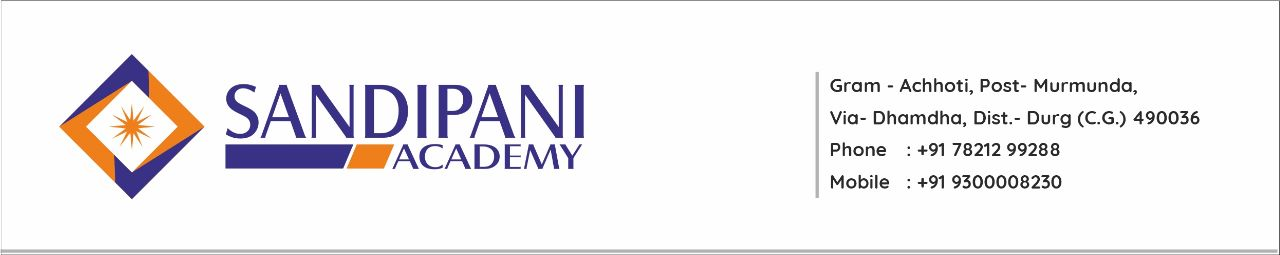 SANDIPANI
ACADEMY
Gram - Achhoti, Post- Murmunda,
Via- Dhamdha, Dist.- Durg (C.G.) 490036
Phone : +91 78212 99288
Mobile : +91 9300008230